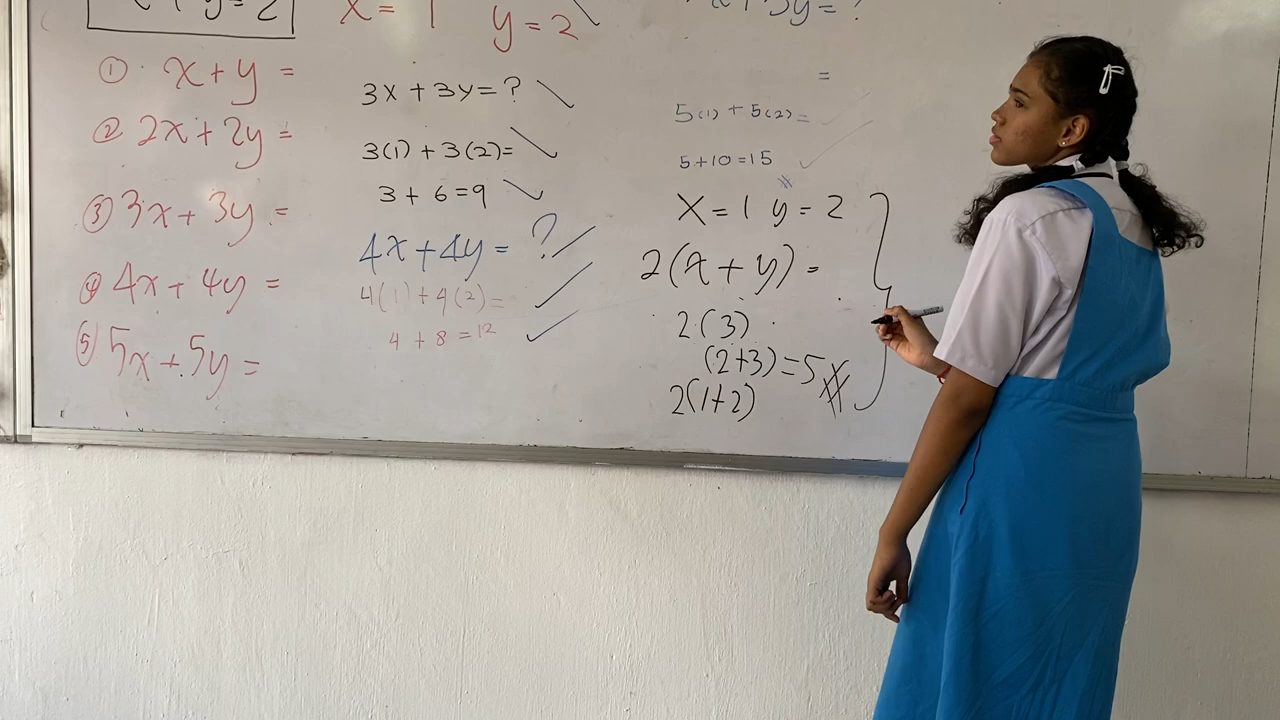 y = 2
x = 1 y = 2
① x + y =
② 2x + 2y =
③ 3x + 3y =
④ 4x + 4y =
⑤ 5x + 5y =
3x + 3y = ?
3(1) + 3(2) =
3 + 6 = 9
4x + 4y = ?
4(1) + 4(2) =
4 + 8 = 12
y = ?
=
5(1) + 5(2) =
5 + 10 = 15
x = 1 y = 2
2(x + y) =
2(3)
(2+3) = 5
2(1+2)